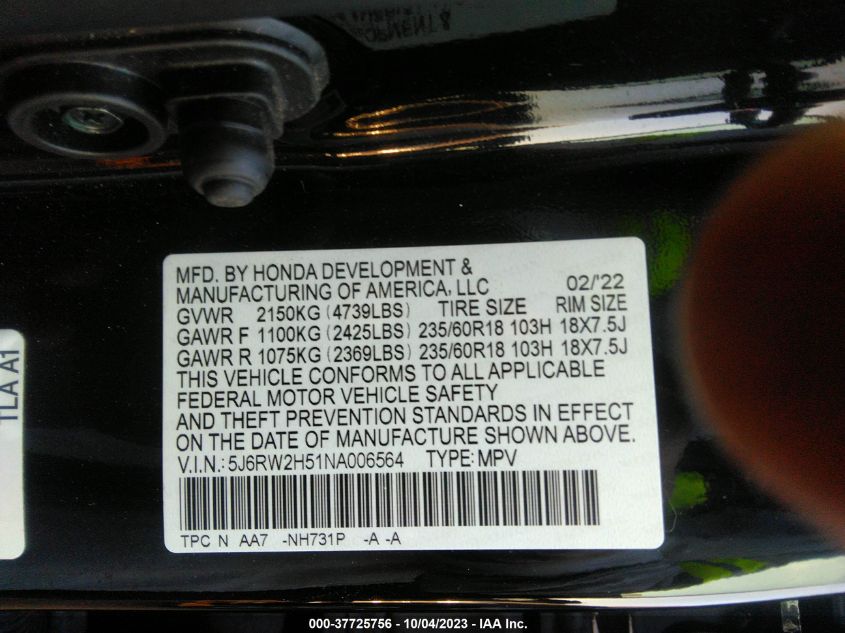 MFD. BY HONDA DEVELOPMENT &
MANUFACTURING OF AMERICA, LLC 02/'22
GVWR 2150KG (4739LBS) TIRE SIZE RIM SIZE
GAWR F 1100KG (2425LBS) 235/60R18 103H 18X7.5J
GAWR R 1075KG (2369LBS) 235/60R18 103H 18X7.5J
THIS VEHICLE CONFORMS TO ALL APPLICABLE
FEDERAL MOTOR VEHICLE SAFETY
AND THEFT PREVENTION STANDARDS IN EFFECT
ON THE DATE OF MANUFACTURE SHOWN ABOVE.
V.I.N.: 5J6RW2H51NA006564 TYPE: MPV
TPC N AA7 -NH731P -A -A
TLA A1
000-37725756 - 10/04/2023 - IAA Inc.